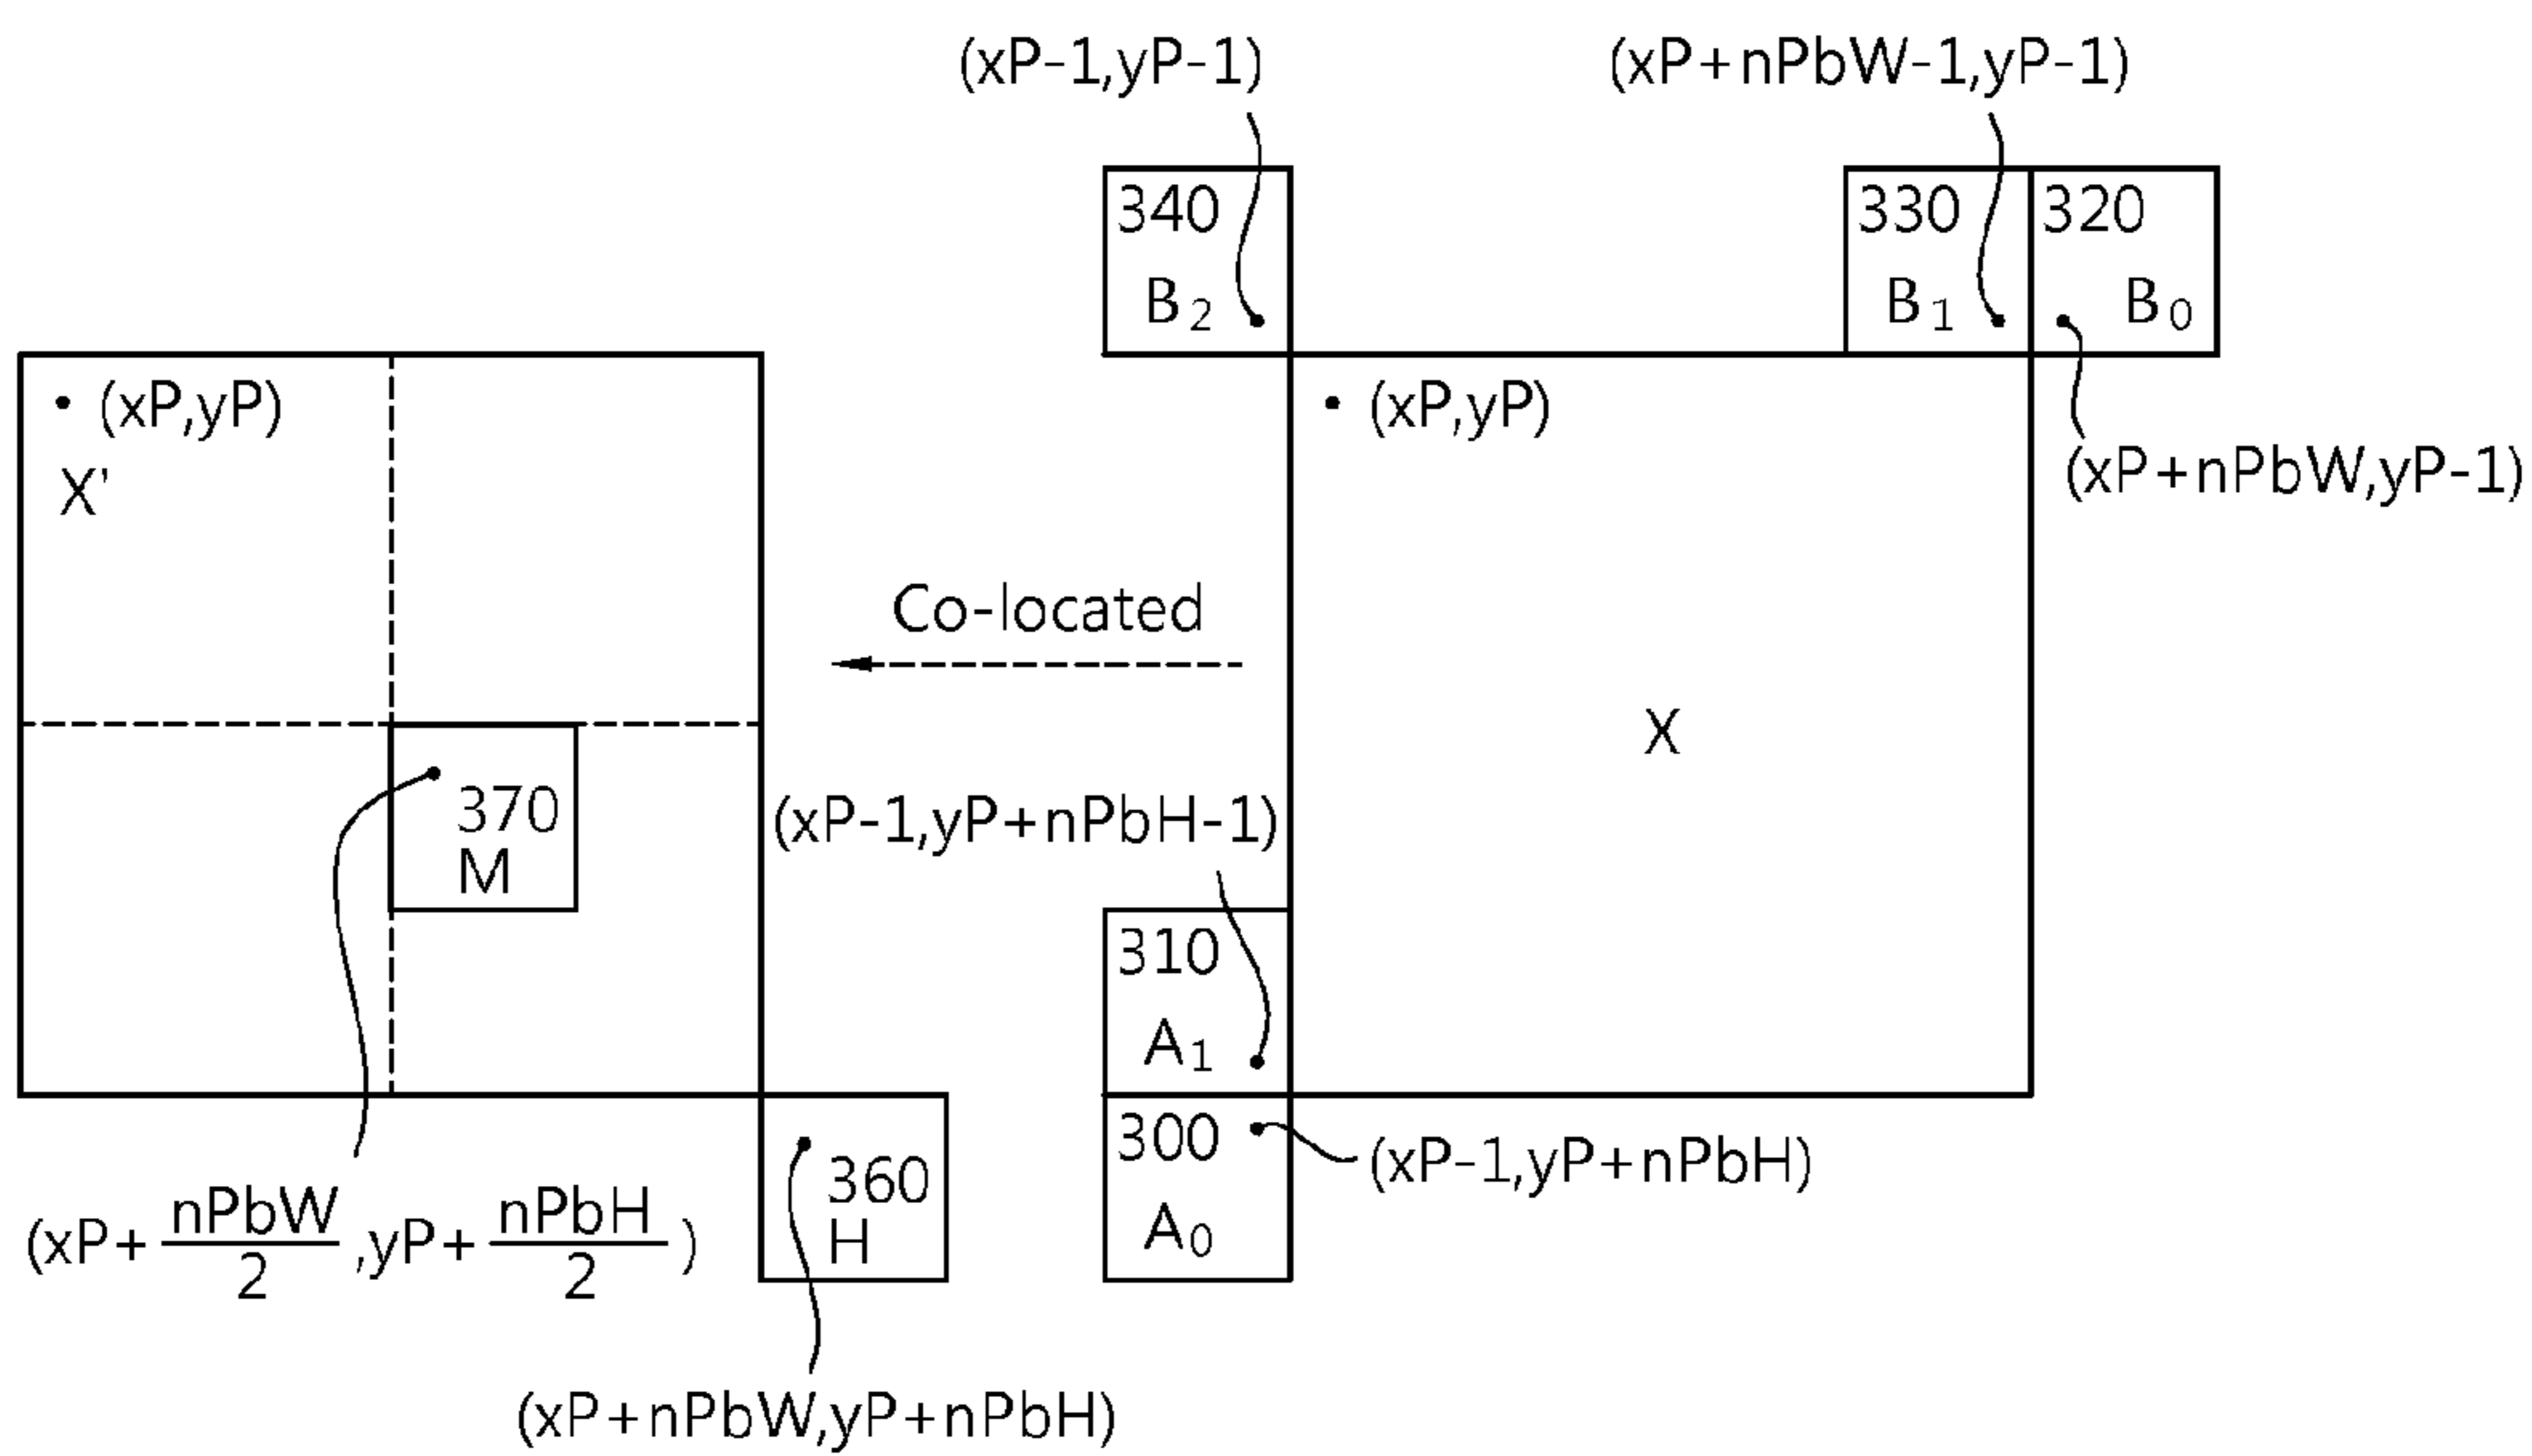 (xP-1,yP-1)
(xP+nPbW-1,yP-1)
340
B2
330
B1
320
B0
(xP,yP)
X'
(xP,yP)
(xP+nPbW,yP-1)
Co-located
X
370
M
(xP-1,yP+nPbH-1)
310
A1
300
A0
(xP-1,yP+nPbH)
360
H
(xP+nPbW/2,yP+nPbH/2)
(xP+nPbW,yP+nPbH)